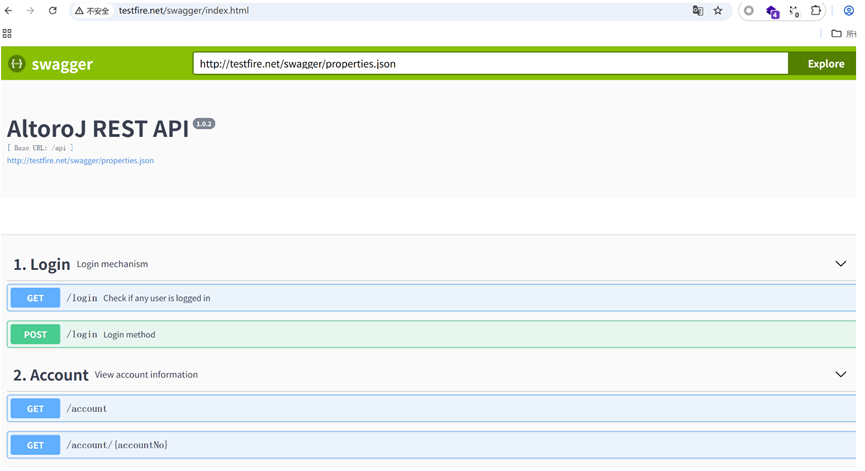 不安全 testfire.net/swagger/index.html
4 0
swagger http://testfire.net/swagger/properties.json Explore
AltoroJ REST API 1.0.2
[ Base URL: /api ]
http://testfire.net/swagger/properties.json
1. Login Login mechanism
GET /login Check if any user is logged in
POST /login Login method
2. Account View account information
GET /account
GET /account/{accountNo}